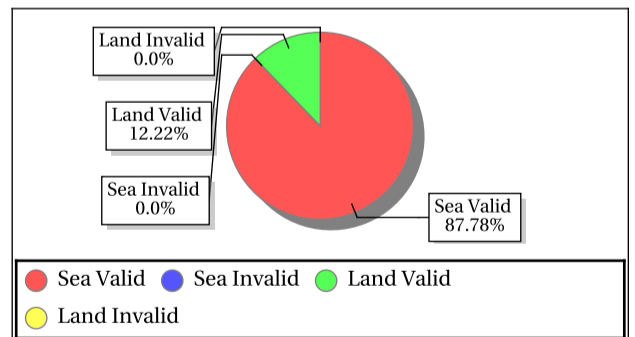 Land Invalid
0.0%
Land Valid
12.22%
Sea Invalid
0.0%
Sea Valid
87.78%
Sea Valid Sea Invalid Land Valid
Land Invalid